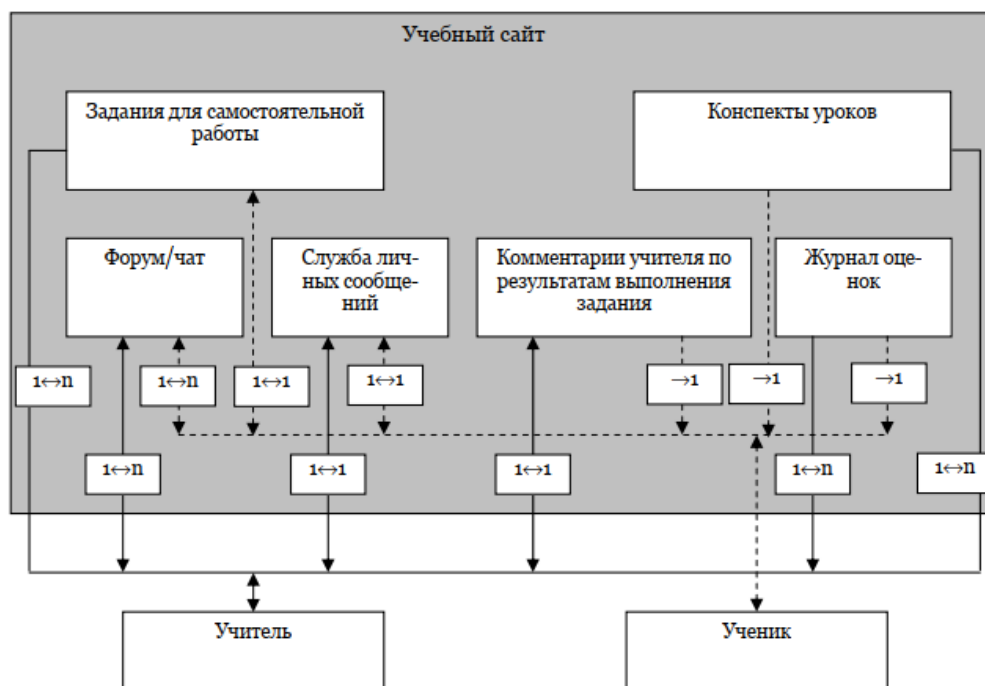 Учебный сайт
Задания для самостоятельной
работы
Конспекты уроков
Форум/чат
Служба лич-
ных сообще-
ний
Комментарии учителя по
результатам выполнения
задания
Журнал оце-
нок
1↔n
1↔n
1↔1
1↔1
→1
→1
→1
1↔n
1↔1
1↔1
1↔n
1↔n
Учитель
Ученик